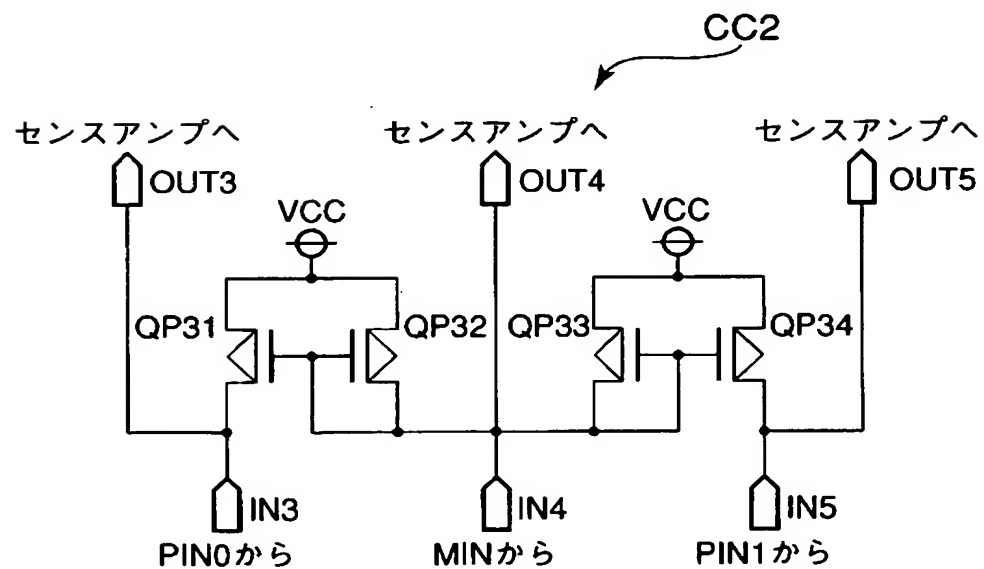 CC2
センスアンプへ
センスアンプへ
センスアンプへ
OUT3
OUT4
OUT5
VCC
VCC
QP31
QP32
QP33
QP34
IN3
IN4
IN5
PIN0から
MINから
PIN1から